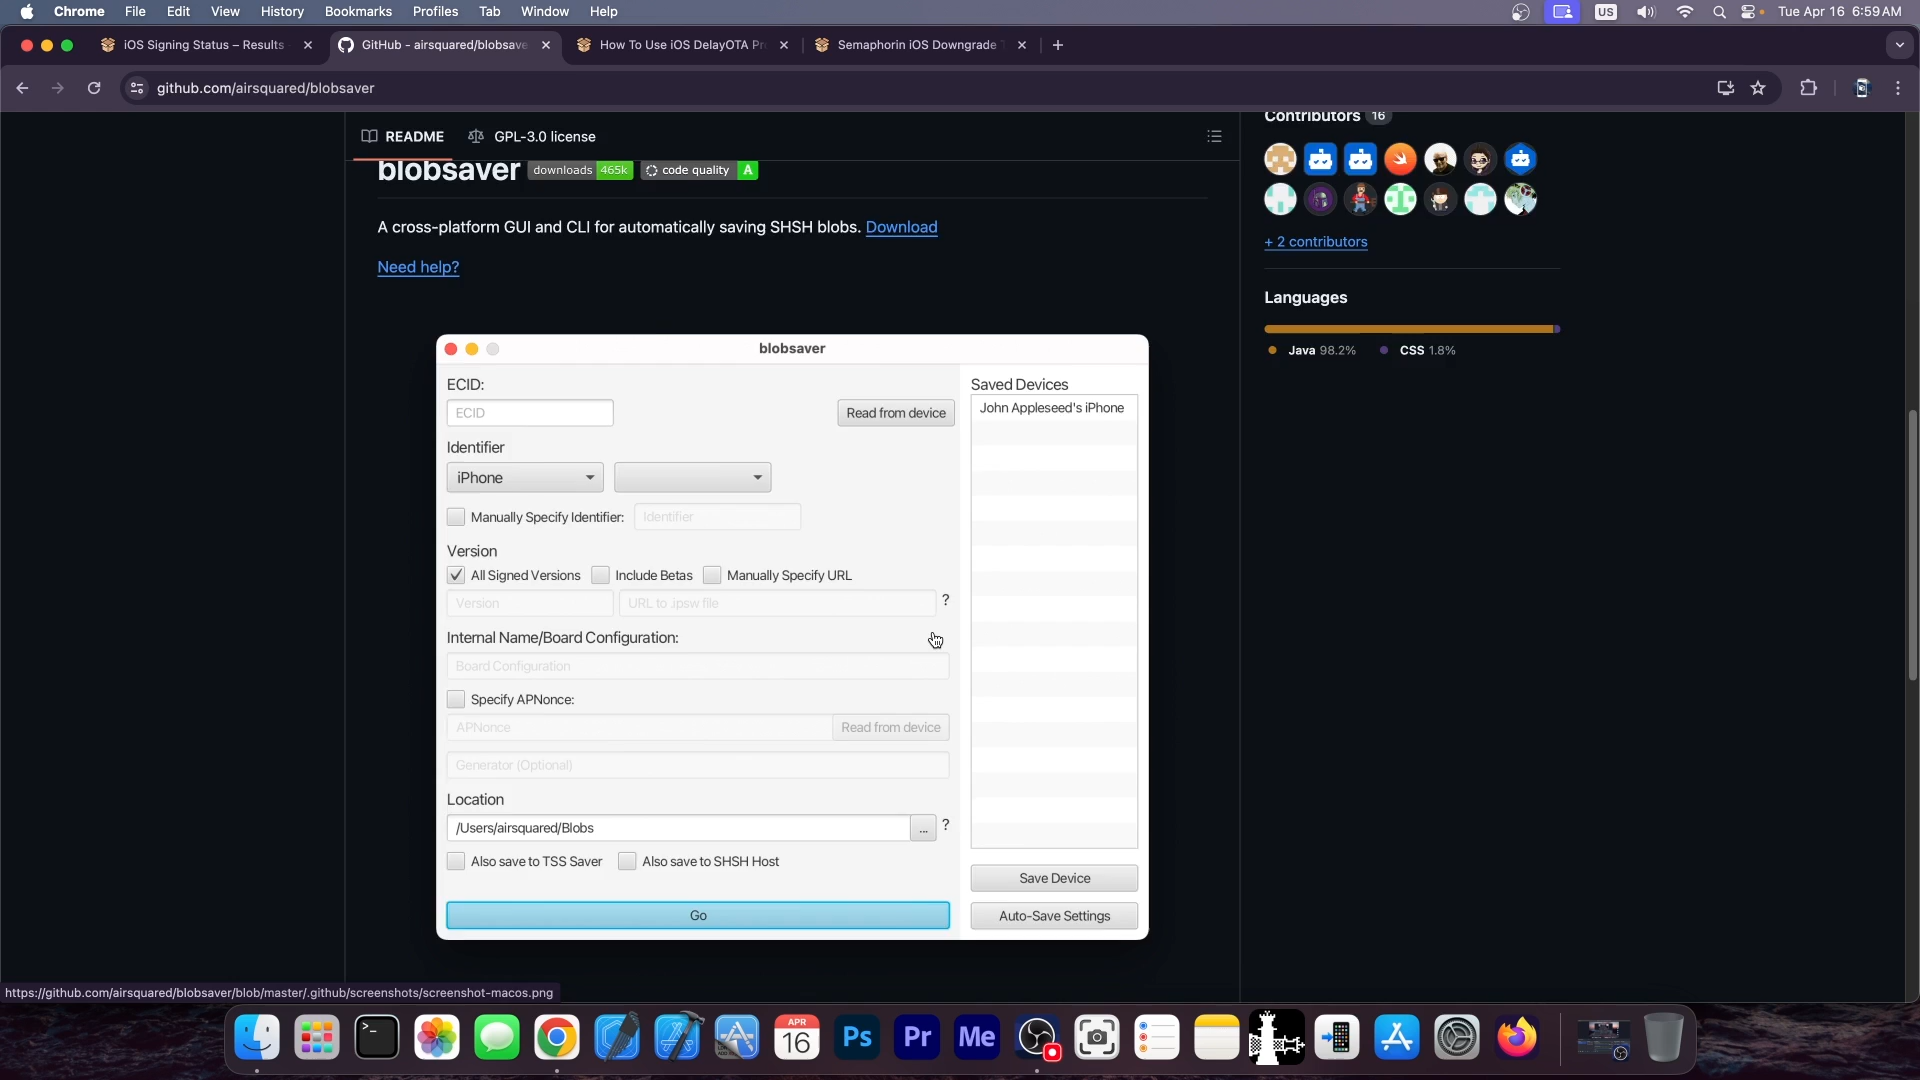 Chrome File Edit View History Bookmarks Profiles Tab Window Help US Tue Apr 16 6:59 AM
iOS Signing Status – Results GitHub - airsquared/blobsave How To Use iOS DelayOTA Pr Semaphorin iOS Downgrade
github.com/airsquared/blobsaver
README GPL-3.0 license
blobsaver downloads 465k code quality A
A cross-platform GUI and CLI for automatically saving SHSH blobs. Download
Need help?
blobsaver
ECID:
ECID Read from device
Identifier
iPhone
Manually Specify Identifier: Identifier
Version
All Signed Versions Include Betas Manually Specify URL
Version URL to .ipsw file ?
Internal Name/Board Configuration:
Board Configuration
Specify APNonce:
APNonce Read from device
Generator (Optional)
Location
/Users/airsquared/Blobs ... ?
Also save to TSS Saver Also save to SHSH Host
Go
Saved Devices
John Appleseed's iPhone
Save Device
Auto-Save Settings
Contributors 16
+ 2 contributors
Languages
Java 98.2% CSS 1.8%
https://github.com/airsquared/blobsaver/blob/master/.github/screenshots/screenshot-macos.png
APR
16
Ps
Pr
Me